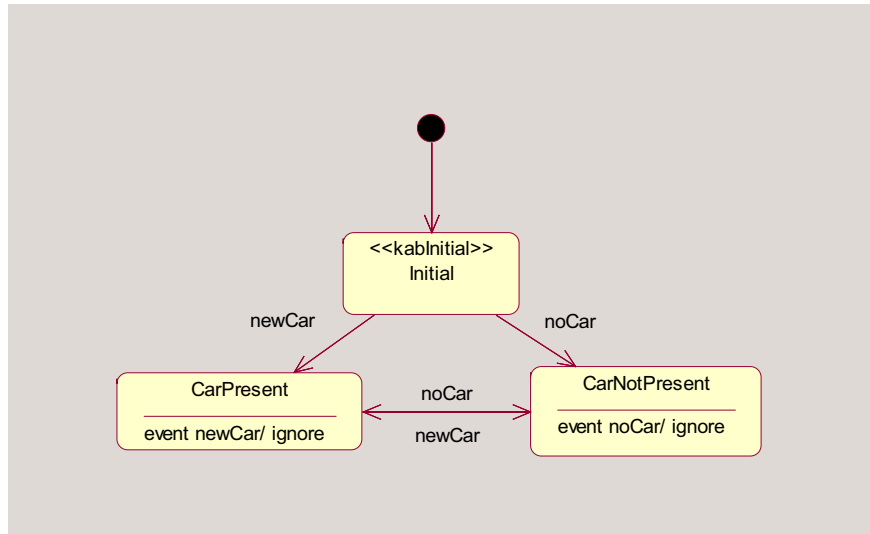 <<kabInitial>>
Initial
newCar
noCar
CarPresent
event newCar/ ignore
noCar
newCar
CarNotPresent
event noCar/ ignore